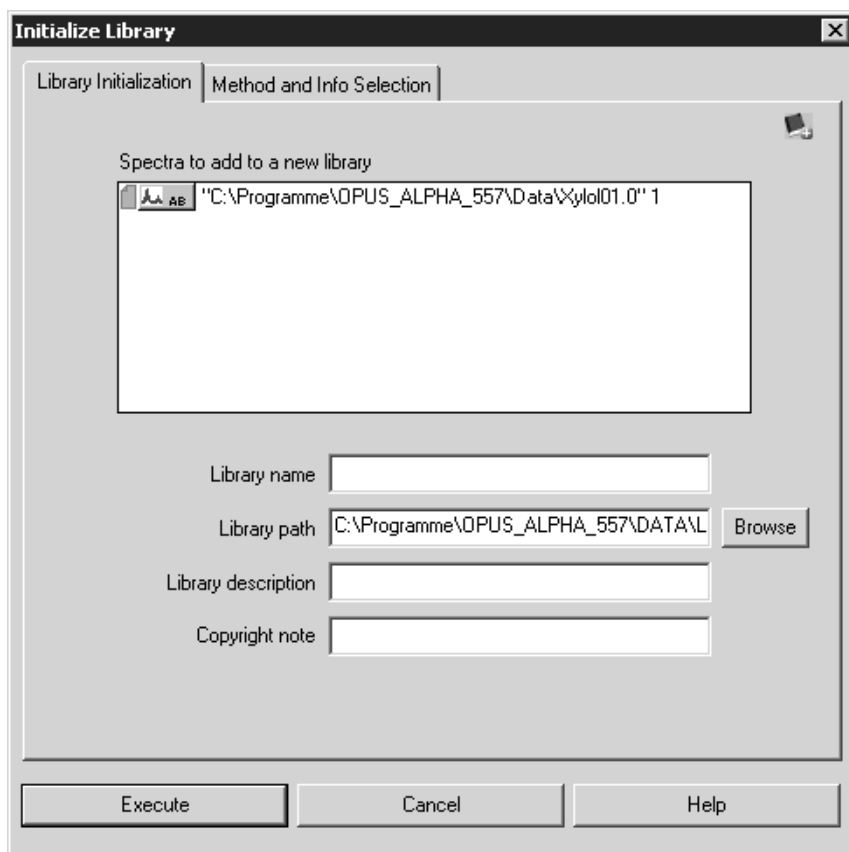 Initialize Library
Library Initialization Method and Info Selection
Spectra to add to a new library
AB "C:\Programme\OPUS_ALPHA_557\Data\Xylol01.0" 1
Library name
Library path C:\Programme\OPUS_ALPHA_557\DATA\L Browse
Library description
Copyright note
Execute Cancel Help